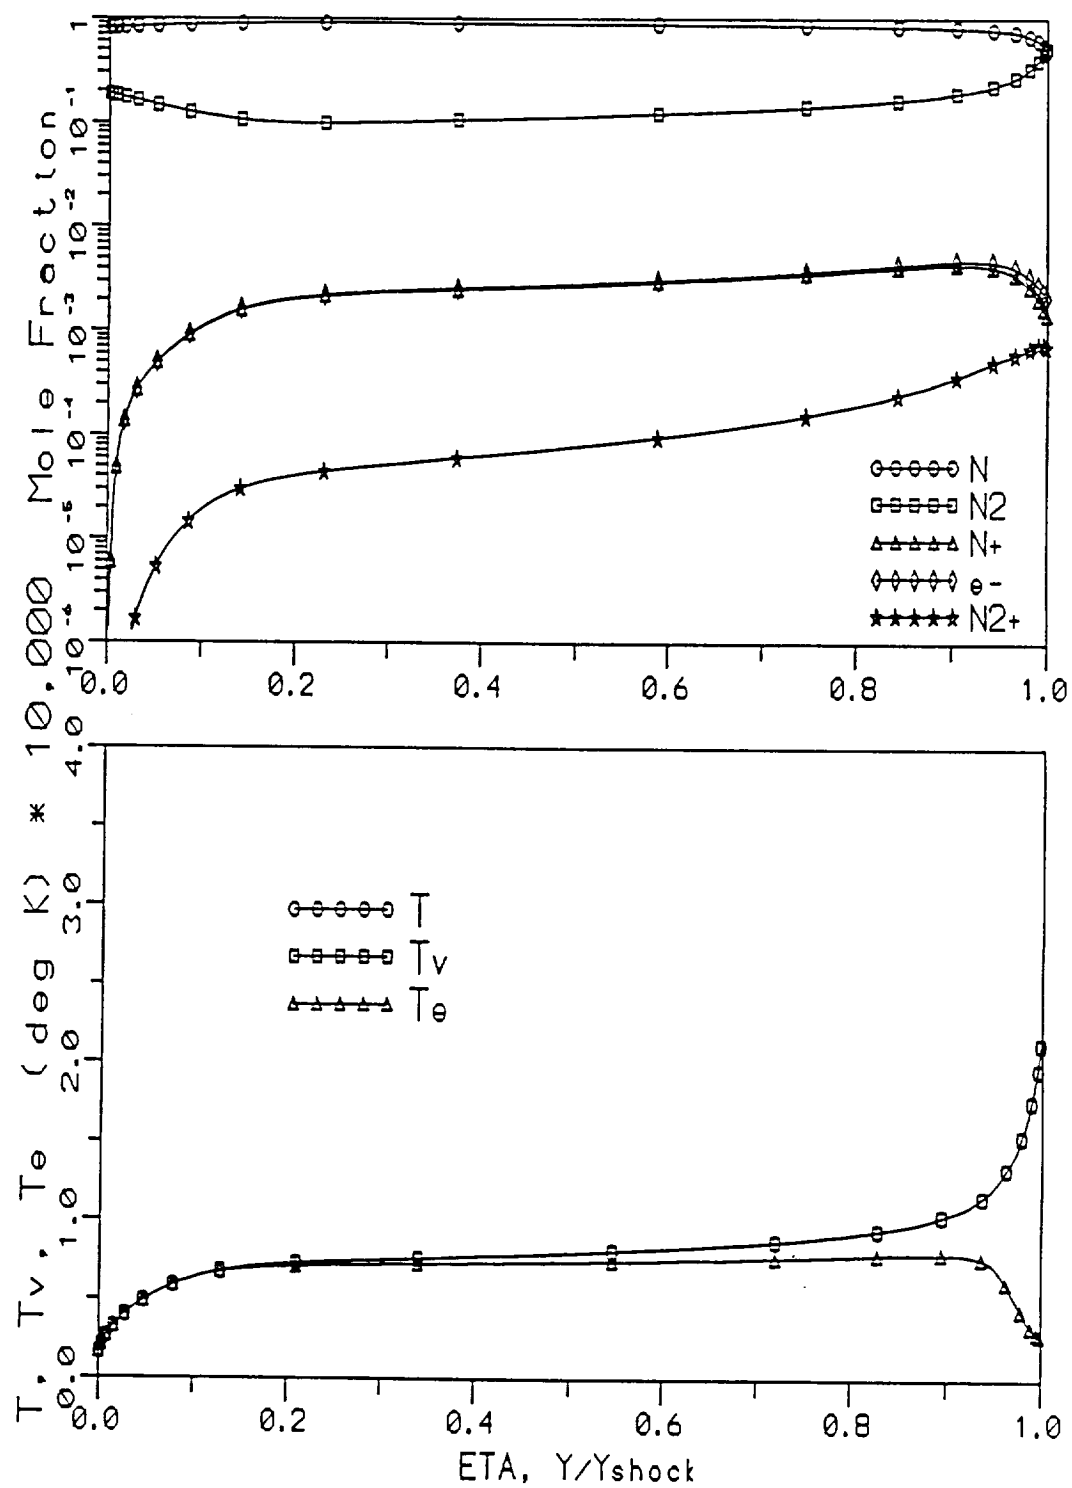 Mole Fraction
1
10⁻¹
10⁻²
10⁻³
10⁻⁴
10⁻⁵
10⁻⁶
N
N2
N+
e-
N2+
0.0 0.2 0.4 0.6 0.8 1.0
T, Tv, Te (deg K) * 10,000
4.0
3.0
2.0
1.0
0.0
T
Tv
Te
0.0 0.2 0.4 0.6 0.8 1.0
ETA, Y/Yshock